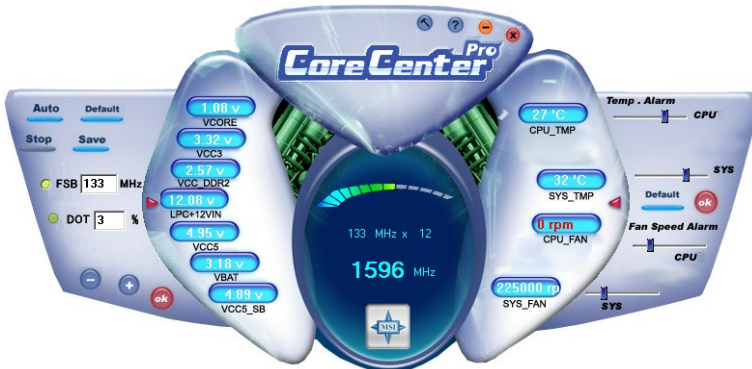 ?
x
CoreCenter Pro
Auto Default
Stop Save
FSB 133 MHz
DOT 3 %
ok
1.08 v
VCORE
3.32 v
VCC3
2.57 v
VCC_DDR2
12.08 v
LPC+12VIN
4.95 v
VCC5
3.18 v
VBAT
4.89 v
VCC5_SB
133 MHz x 12
1596 MHz
MSI
27 °C
CPU_TMP
32 °C
SYS_TMP
0 rpm
CPU_FAN
225000 rp
SYS_FAN
Temp . Alarm
CPU
SYS
Default
ok
Fan Speed Alarm
CPU
SYS